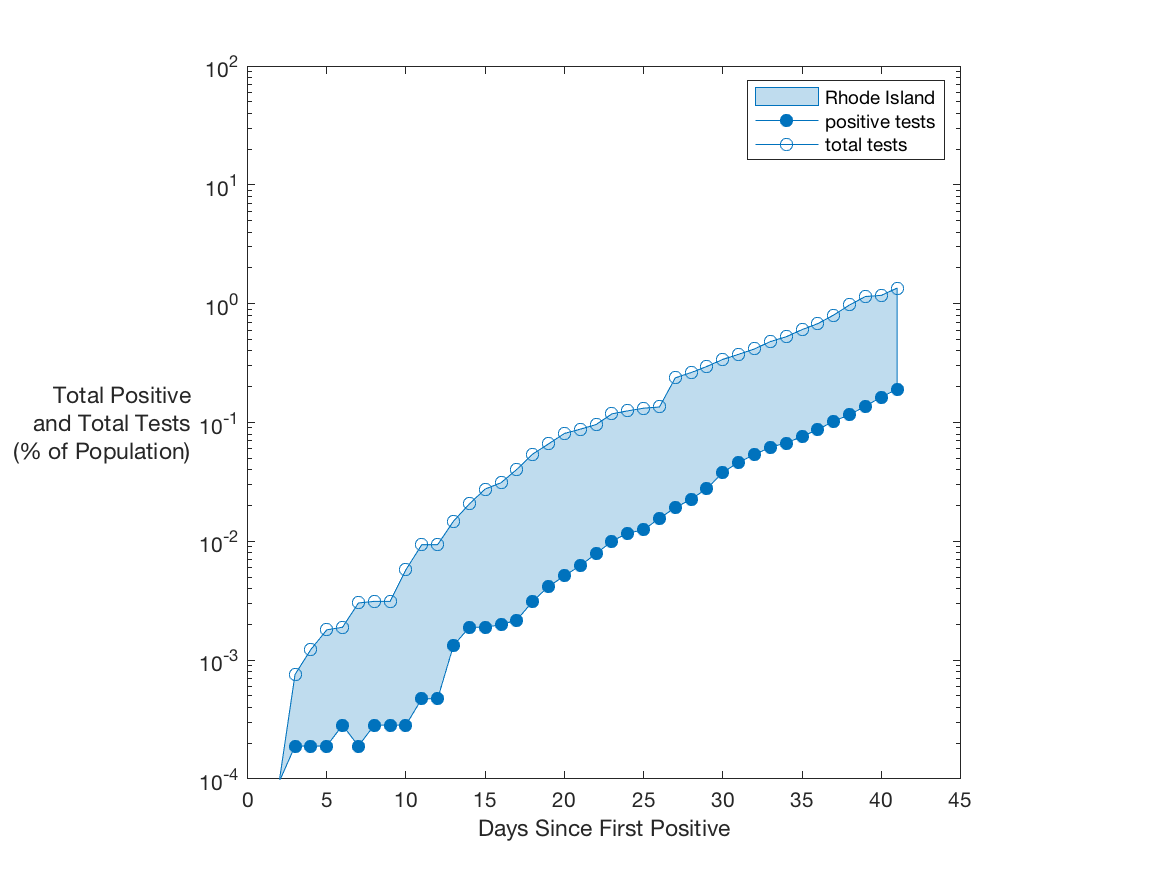 10^2
Rhode Island
positive tests
total tests
10^1
10^0
Total Positive
and Total Tests
(% of Population)
10^-1
10^-2
10^-3
10^-4
0 5 10 15 20 25 30 35 40 45
Days Since First Positive